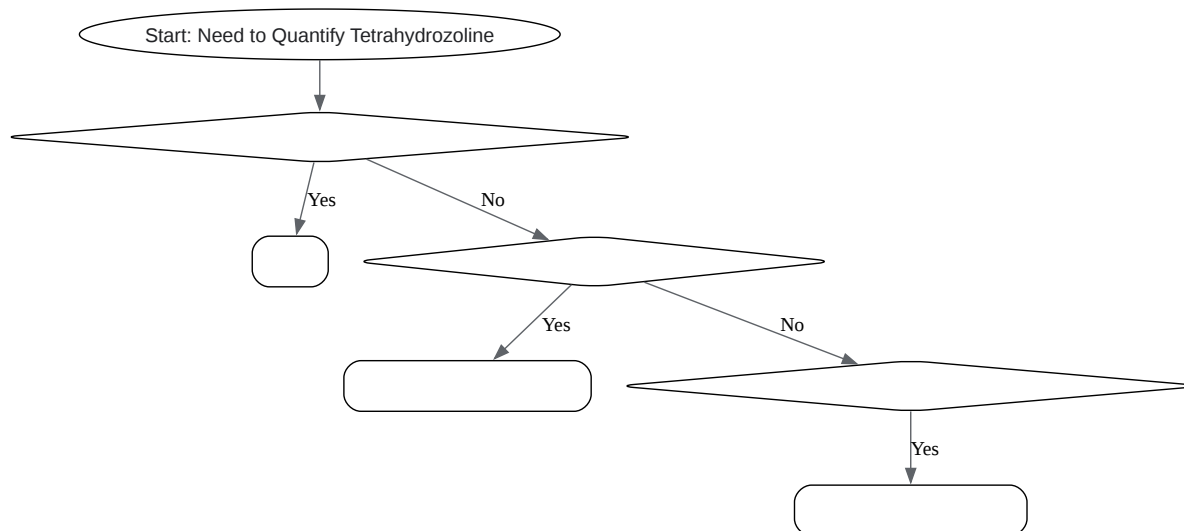 Start: Need to Quantify Tetrahydrozoline
Yes
No
Yes
No
Yes